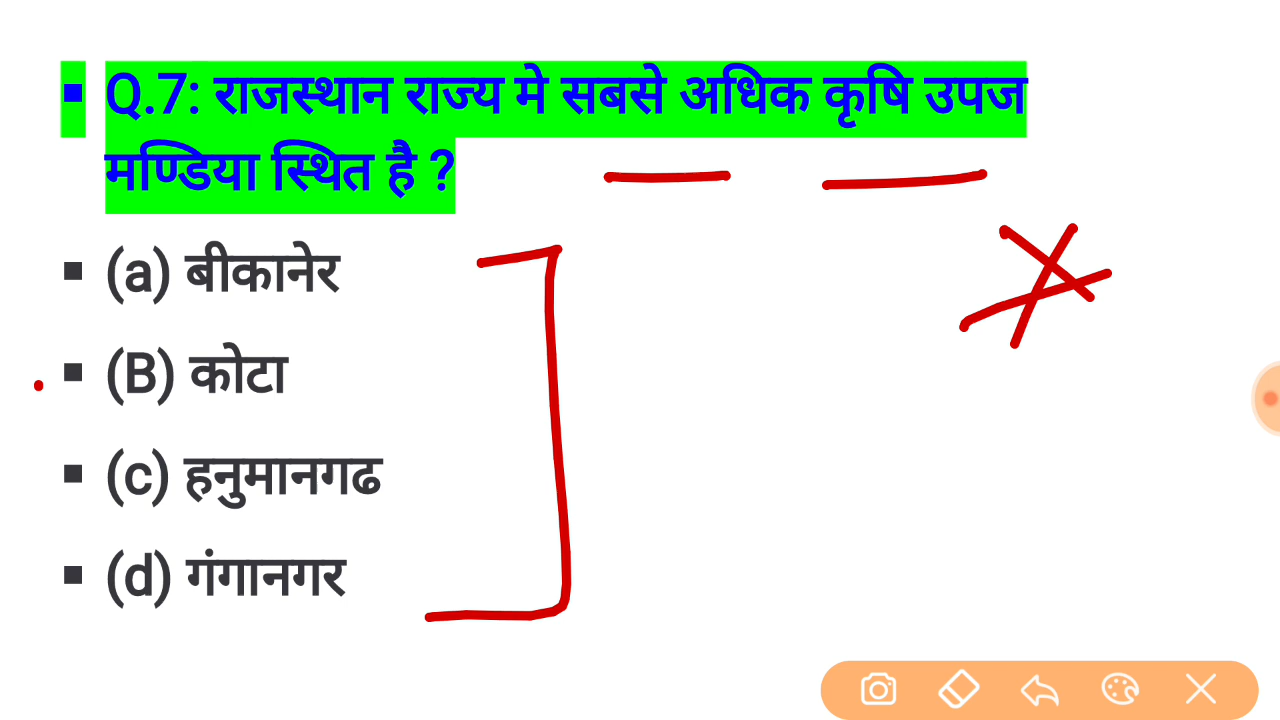 Q.7: राजस्थान राज्य मे सबसे अधिक कृषि उपज
मण्डिया स्थित है ?
(a) बीकानेर
(B) कोटा
(c) हनुमानगढ
(d) गंगानगर